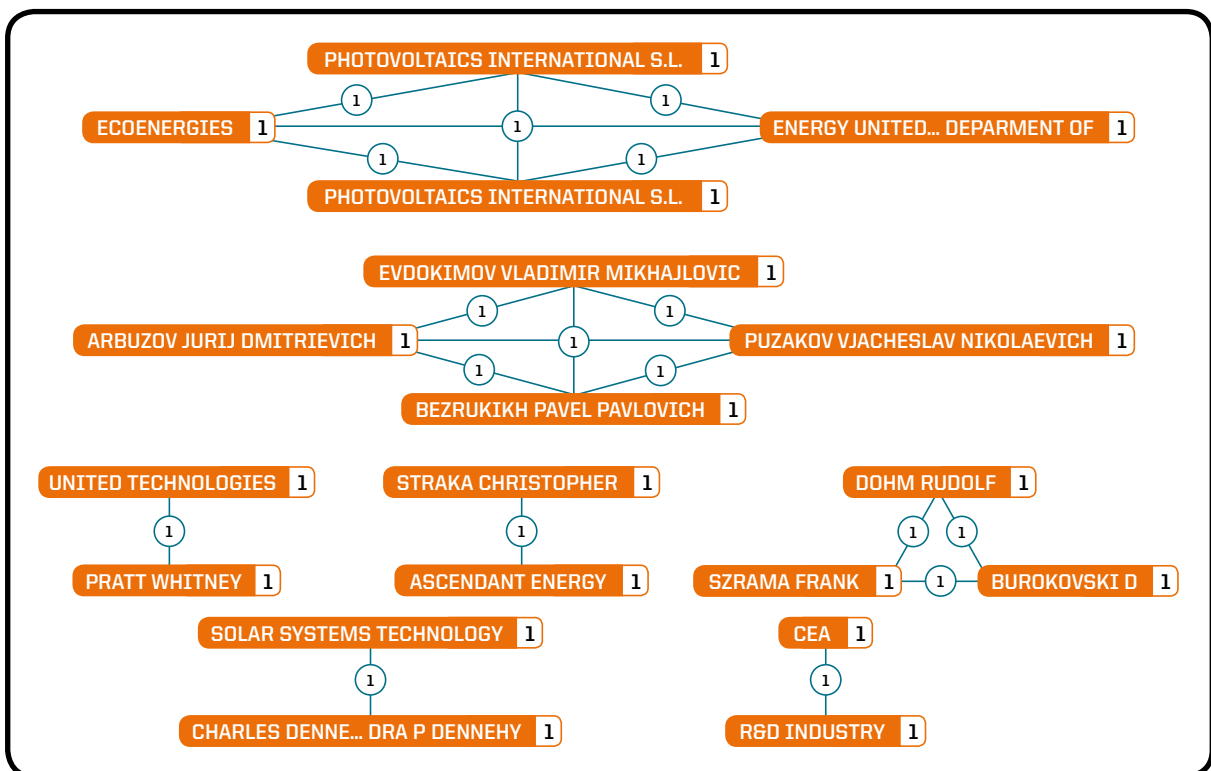 PHOTOVOLTAICS INTERNATIONAL S.L. 1
1 1
ECOENERGIES 1 1 ENERGY UNITED... DEPARMENT OF 1
1 1
PHOTOVOLTAICS INTERNATIONAL S.L. 1
EVDOKIMOV VLADIMIR MIKHAJLOVIC 1
1 1
ARBUZOV JURIJ DMITRIEVICH 1 1 PUZAKOV VJACHESLAV NIKOLAEVICH 1
1 1
BEZRUKIKH PAVEL PAVLOVICH 1
UNITED TECHNOLOGIES 1 STRAKA CHRISTOPHER 1 DOHM RUDOLF 1
1 1 1 1
PRATT WHITNEY 1 ASCENDANT ENERGY 1 SZRAMA FRANK 1 1 BUROKOVSKI D 1
SOLAR SYSTEMS TECHNOLOGY 1 CEA 1
1 1
CHARLES DENNE... DRA P DENNEHY 1 R&D INDUSTRY 1